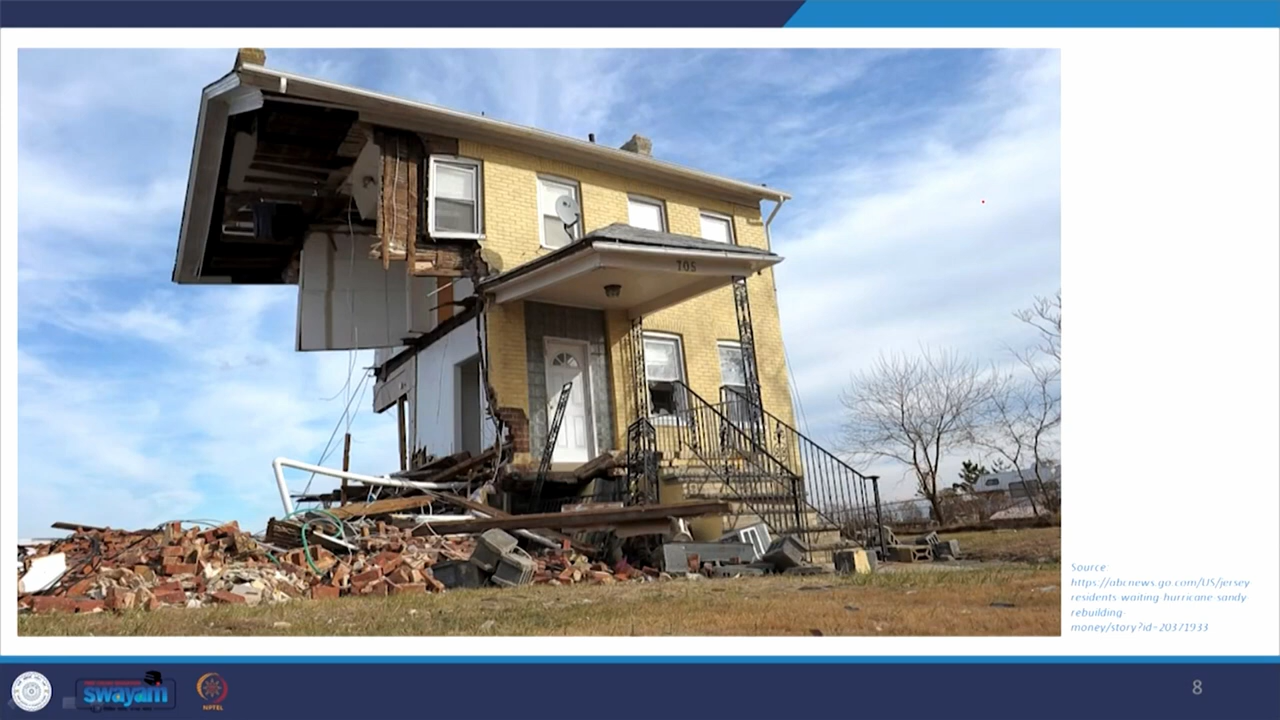 705
Source:
https://abcnews.go.com/US/jersey-
residents-waiting-hurricane-sandy-
rebuilding-
money/story?id=20371933
swayam
NPTEL
8